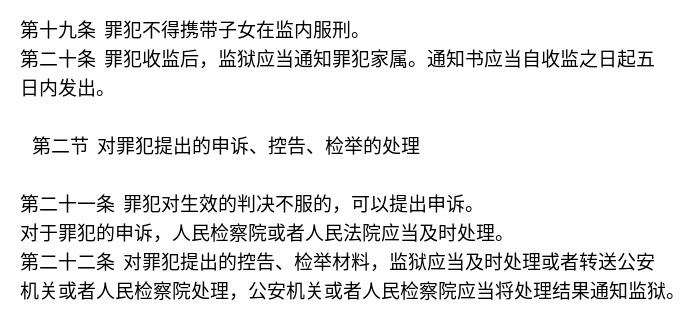 第十九条 罪犯不得携带子女在监内服刑。
第二十条 罪犯收监后，监狱应当通知罪犯家属。通知书应当自收监之日起五
日内发出。
第二节 对罪犯提出的申诉、控告、检举的处理
第二十一条 罪犯对生效的判决不服的，可以提出申诉。
对于罪犯的申诉，人民检察院或者人民法院应当及时处理。
第二十二条 对罪犯提出的控告、检举材料，监狱应当及时处理或者转送公安
机关或者人民检察院处理，公安机关或者人民检察院应当将处理结果通知监狱。